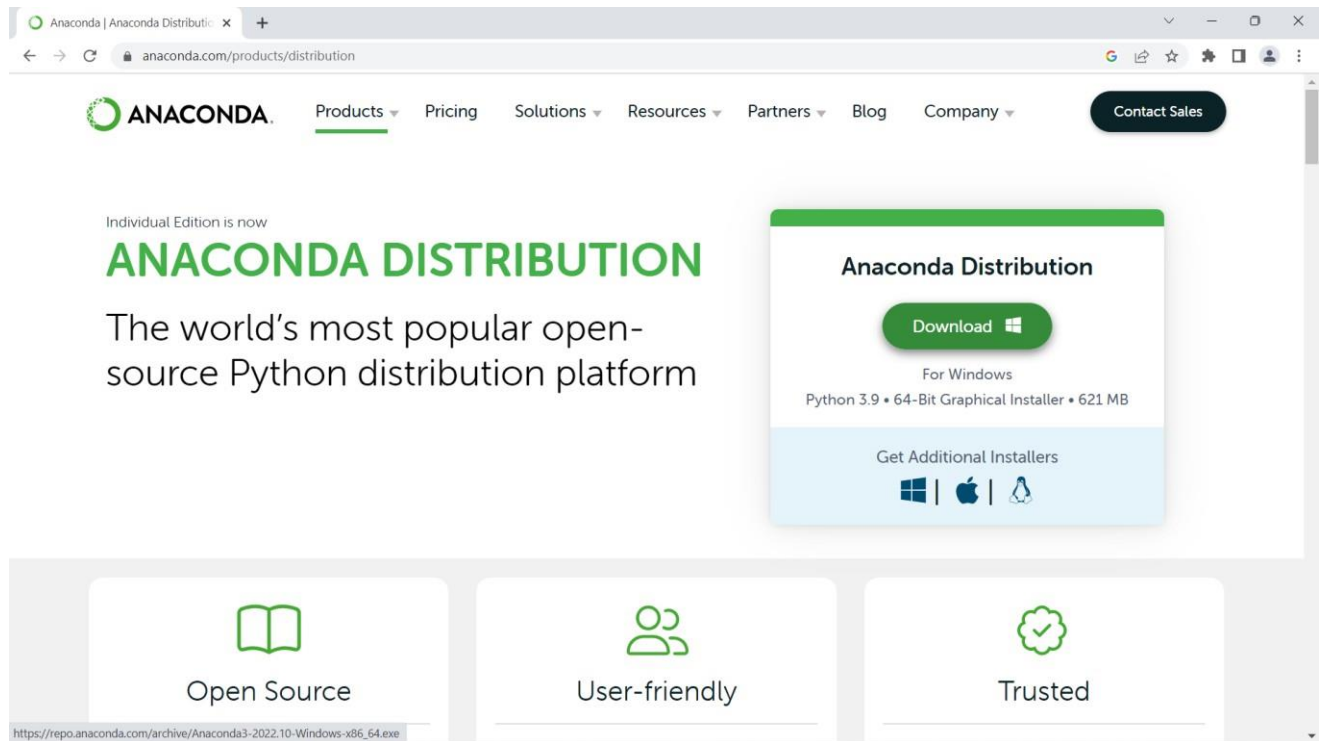 Anaconda | Anaconda Distributio
anaconda.com/products/distribution
ANACONDA.
Products
Pricing
Solutions
Resources
Partners
Blog
Company
Contact Sales
Individual Edition is now
ANACONDA DISTRIBUTION
The world's most popular open-
source Python distribution platform
Anaconda Distribution
Download
For Windows
Python 3.9 • 64-Bit Graphical Installer • 621 MB
Get Additional Installers
| |
Open Source
User-friendly
Trusted
https://repo.anaconda.com/archive/Anaconda3-2022.10-Windows-x86_64.exe